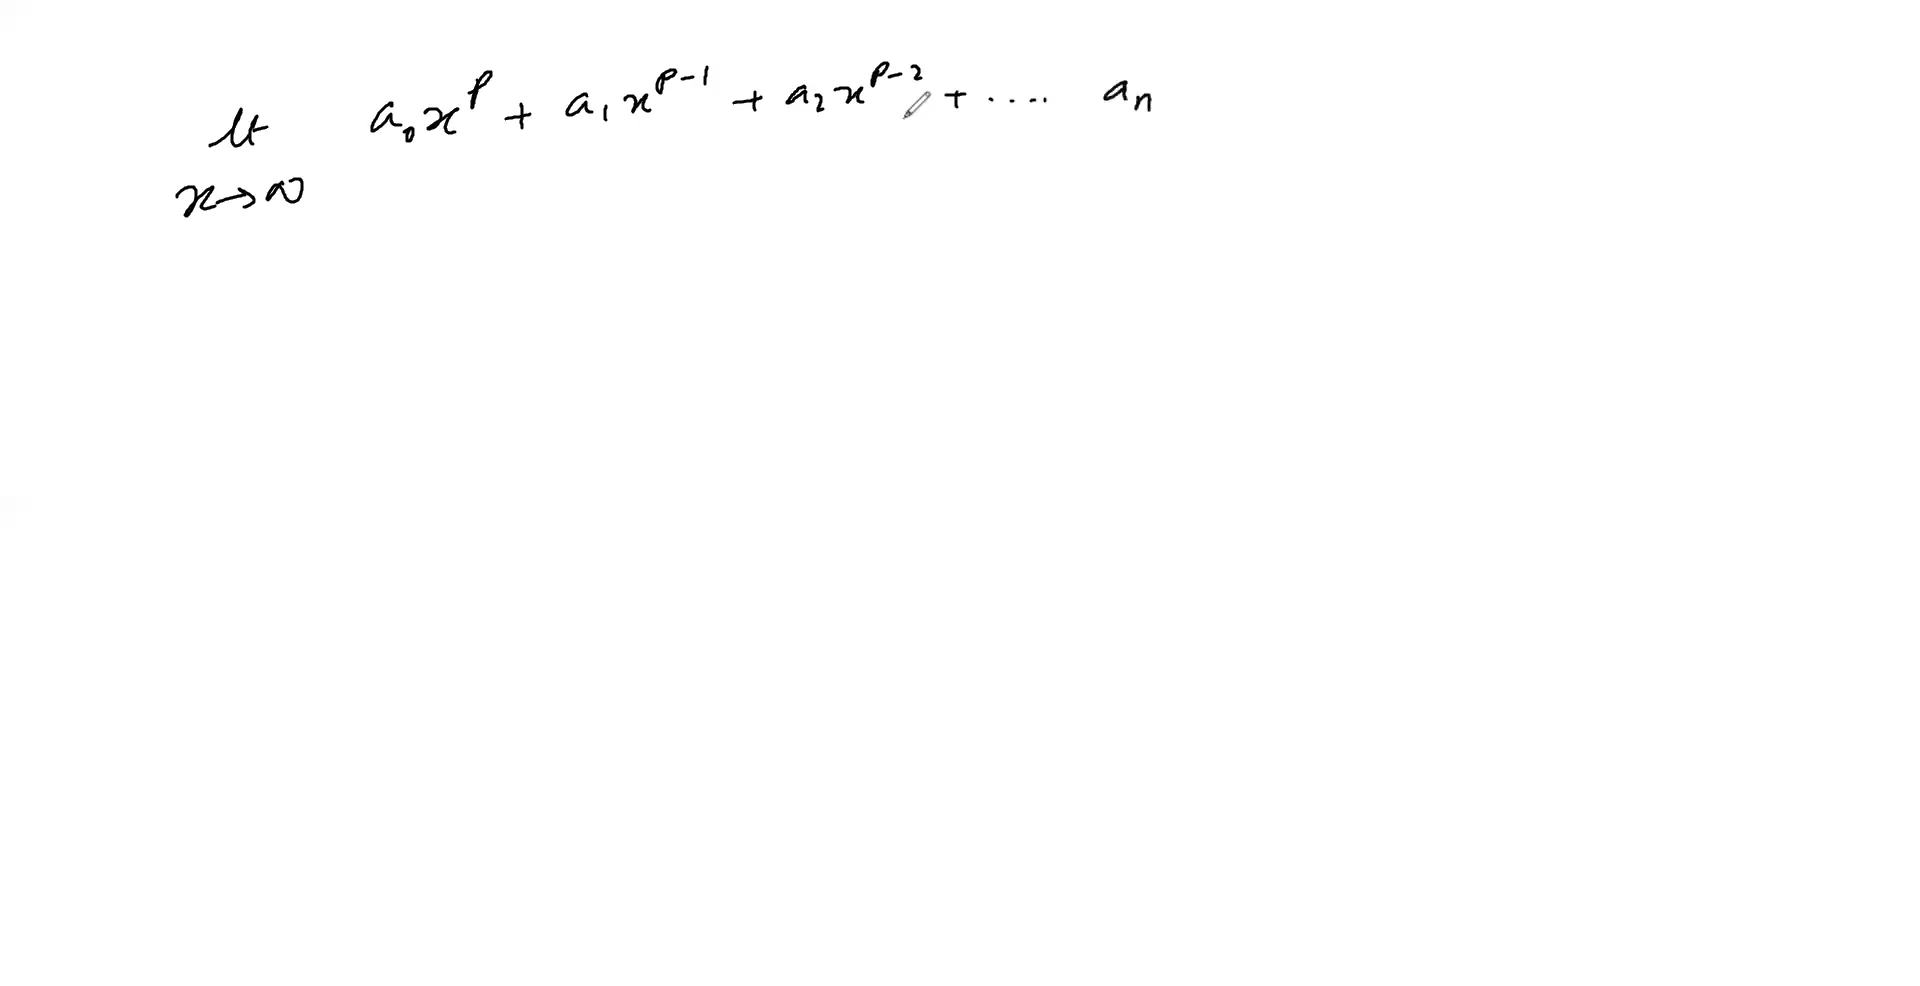 lt a₀x^p + a₁x^(p-1) + a₂x^(p-2) + .... aₙ
x→∞